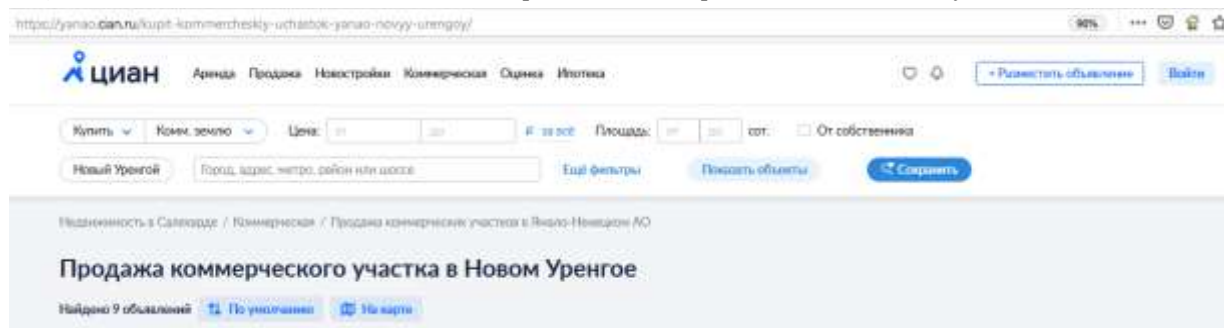 https://yanao.cian.ru/kupit-kommercheskiy-uchastok-yanao-novyy-urengoy/ 90%
циан Аренда Продажа Новостройки Коммерческая Оценка Ипотека + Разместить объявление Войти
Купить Комм. землю Цена: от до ₽ за всё Площадь: от до сот. От собственника
Новый Уренгой Город, адрес, метро, район или шоссе Ещё фильтры Показать объекты Сохранить
Недвижимость в Салехарде / Коммерческая / Продажа коммерческих участков в Ямало-Ненецком АО
Продажа коммерческого участка в Новом Уренгое
Найдено 9 объявлений По умолчанию На карте